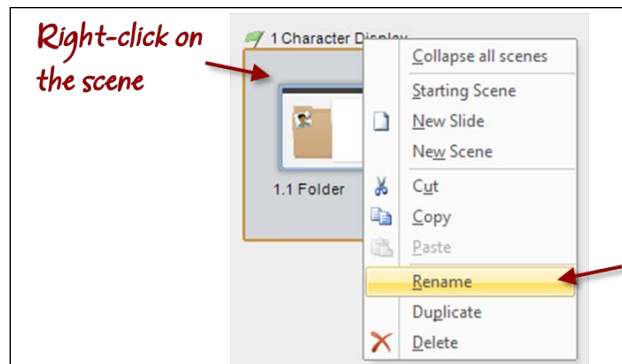 Right-click on
the scene
1 Character Display
1.1 Folder
Collapse all scenes
Starting Scene
New Slide
New Scene
Cut
Copy
Paste
Rename
Duplicate
Delete